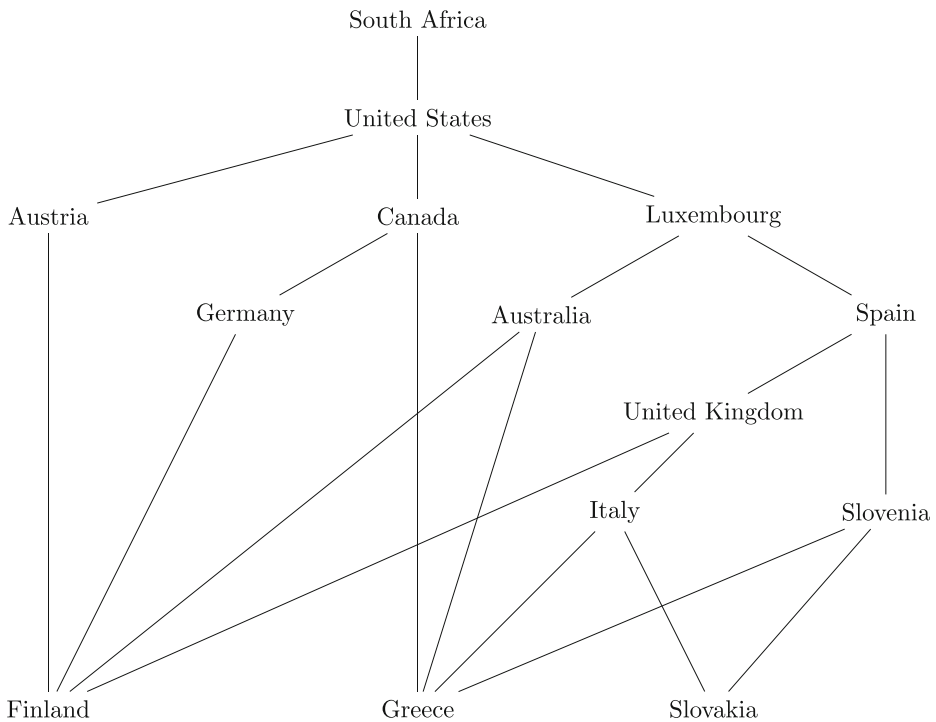 South Africa
United States
Austria
Canada
Luxembourg
Germany
Australia
Spain
United Kingdom
Italy
Slovenia
Finland
Greece
Slovakia